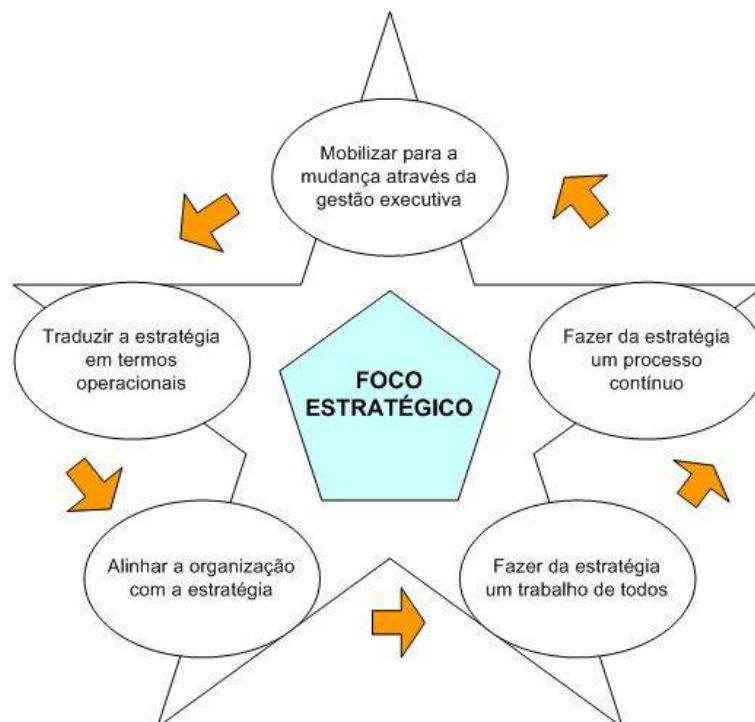 Mobilizar para a
mudança através da
gestão executiva
Traduzir a estratégia
em termos
operacionais
Fazer da estratégia
um processo
contínuo
FOCO
ESTRATÉGICO
Alinhar a organização
com a estratégia
Fazer da estratégia
um trabalho de todos